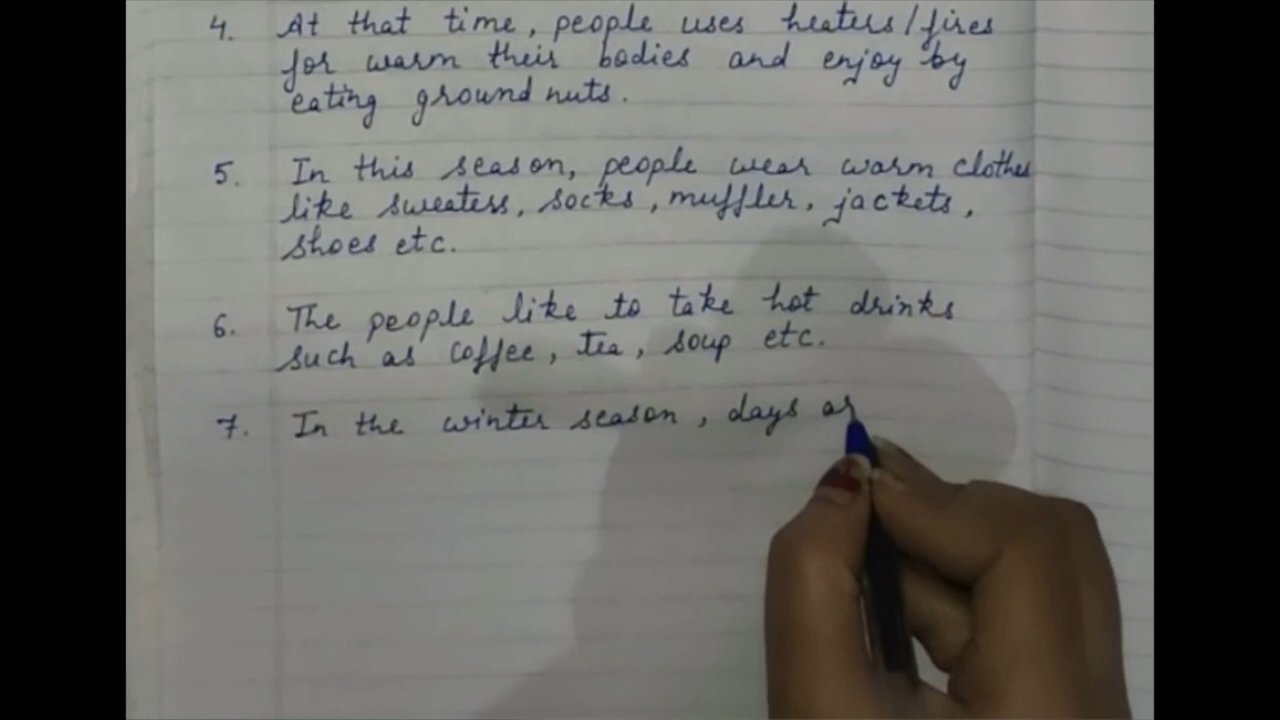 4. At that time, people uses heaters/fires
for warm their bodies and enjoy by
eating groundnuts.
5. In this season, people wear warm clothes
like sweaters, socks, muffler, jackets,
shoes etc.
6. The people like to take hot drinks
such as coffee, tea, soup etc.
7. In the winter season, days ar